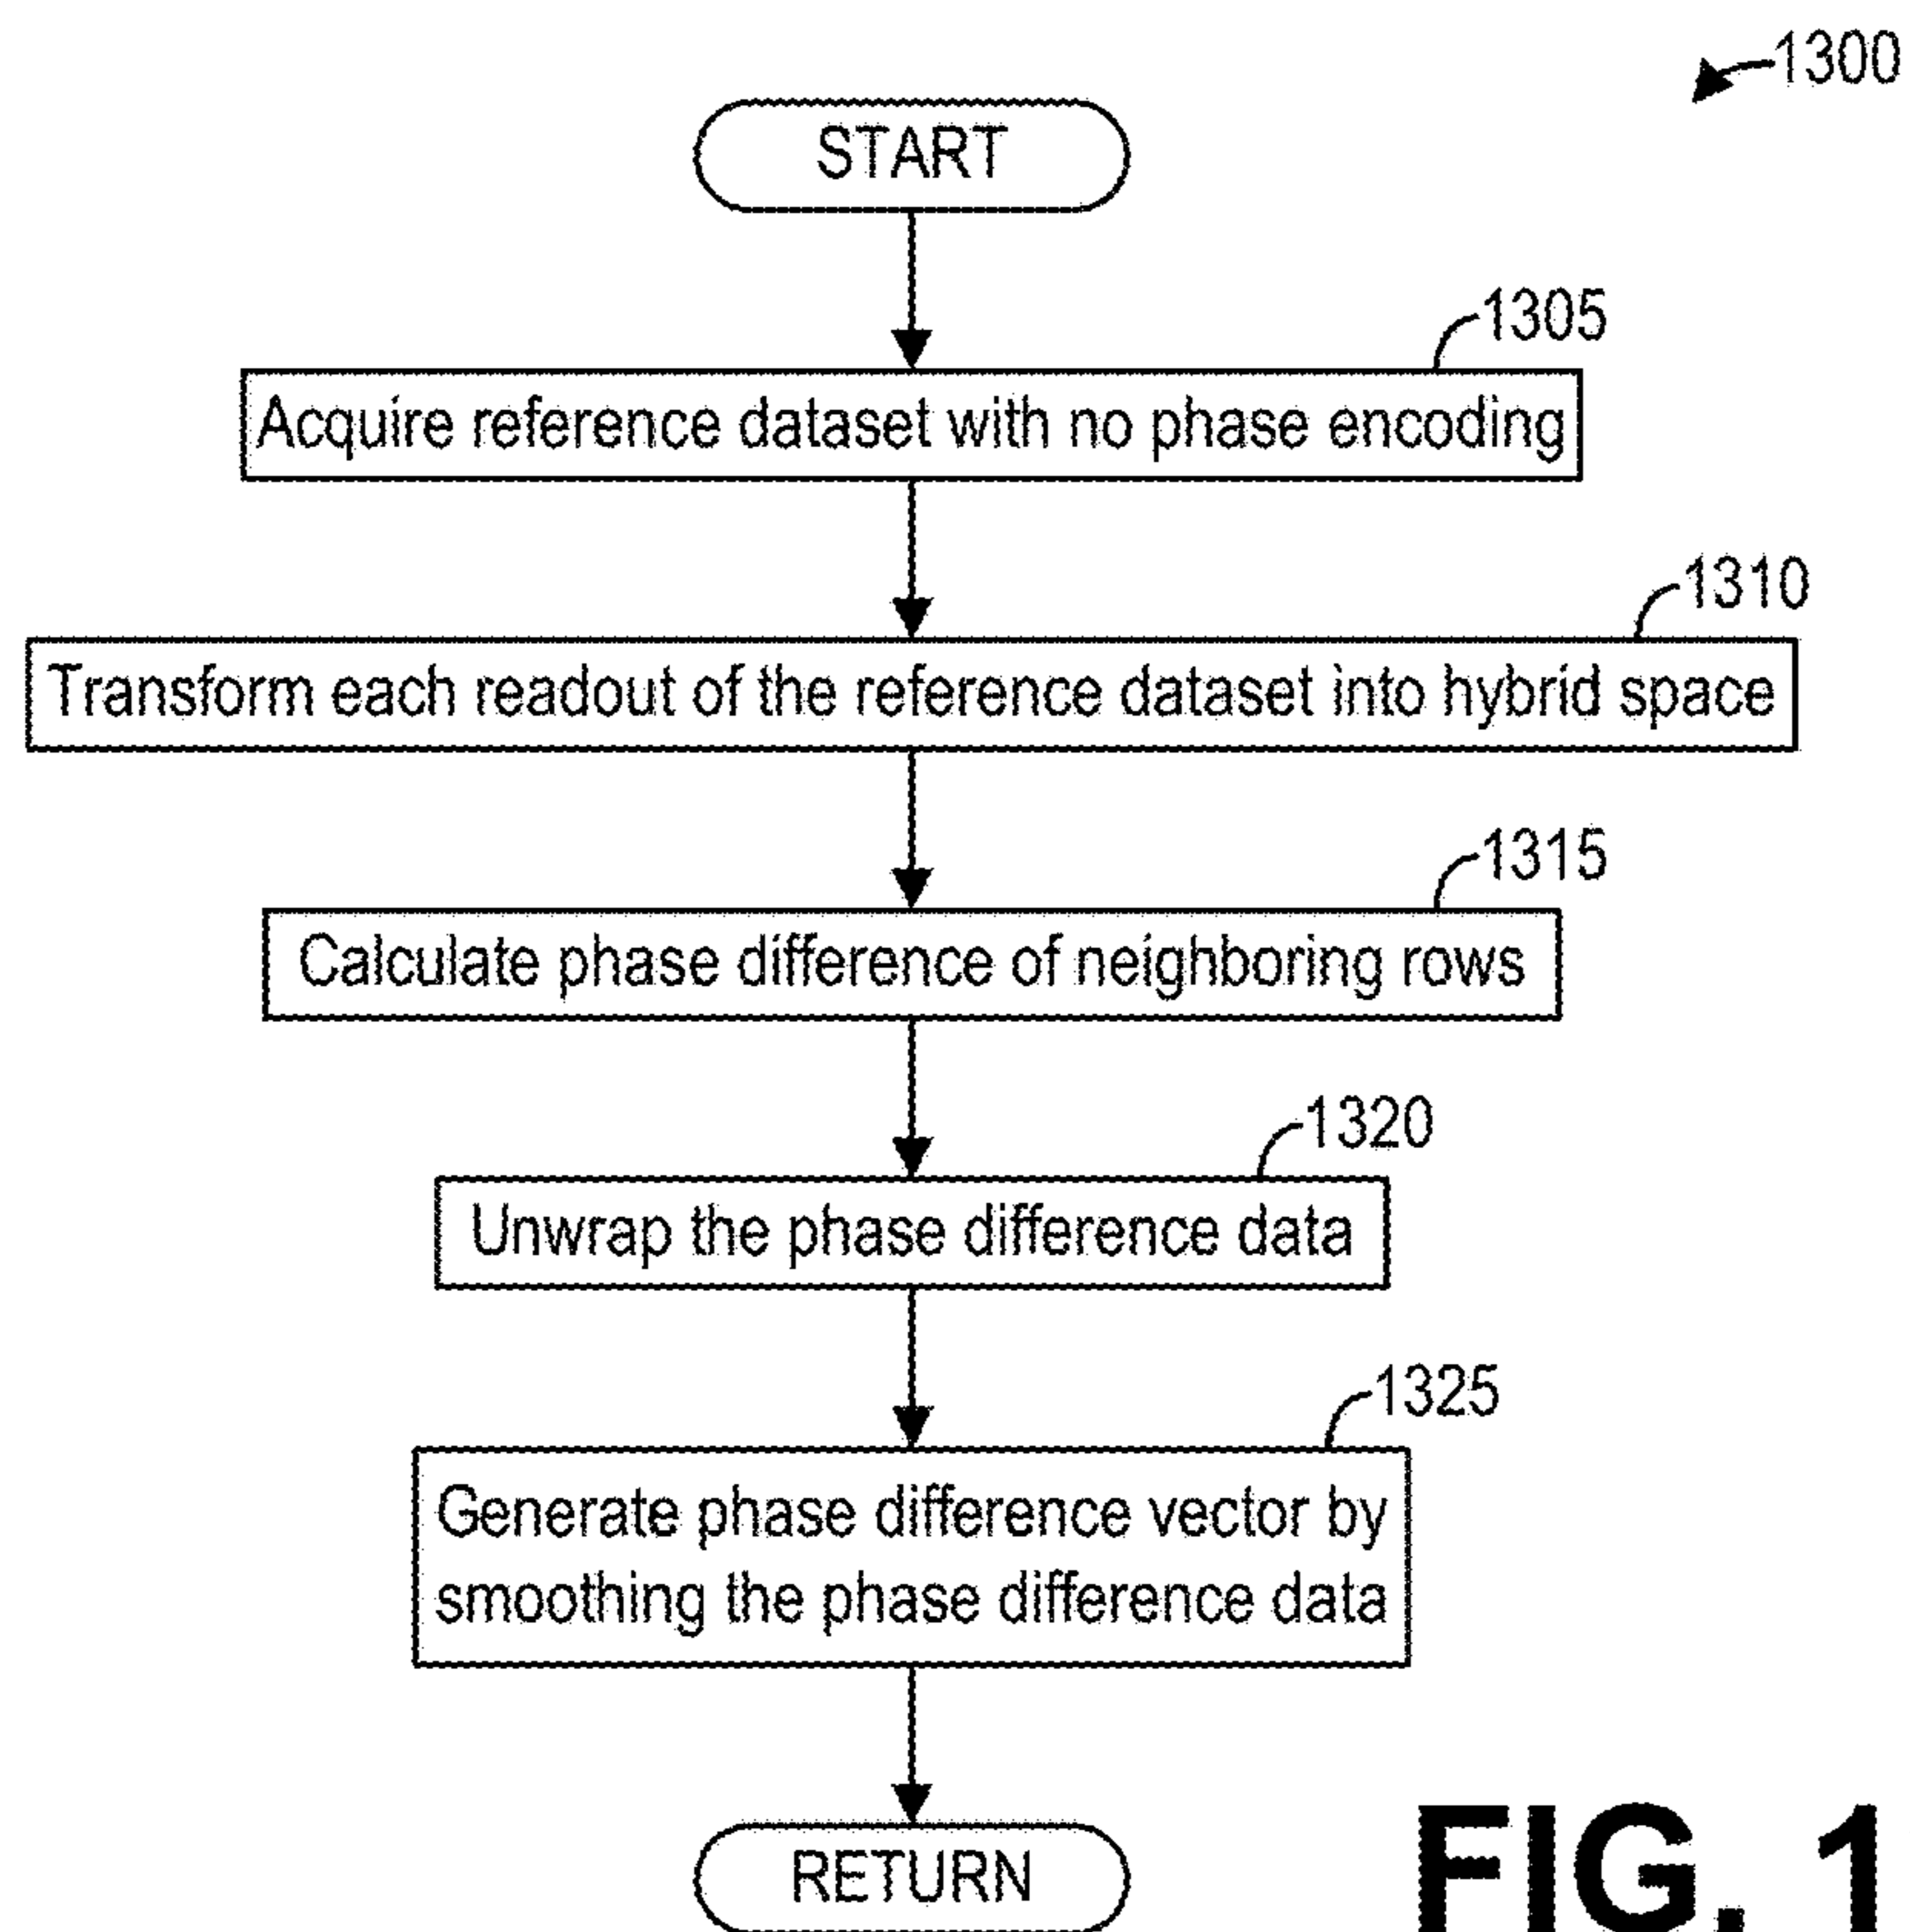 1300
START
1305
Acquire reference dataset with no phase encoding
1310
Transform each readout of the reference dataset into hybrid space
1315
Calculate phase difference of neighboring rows
1320
Unwrap the phase difference data
1325
Generate phase difference vector by
smoothing the phase difference data
RETURN
FIG. 1